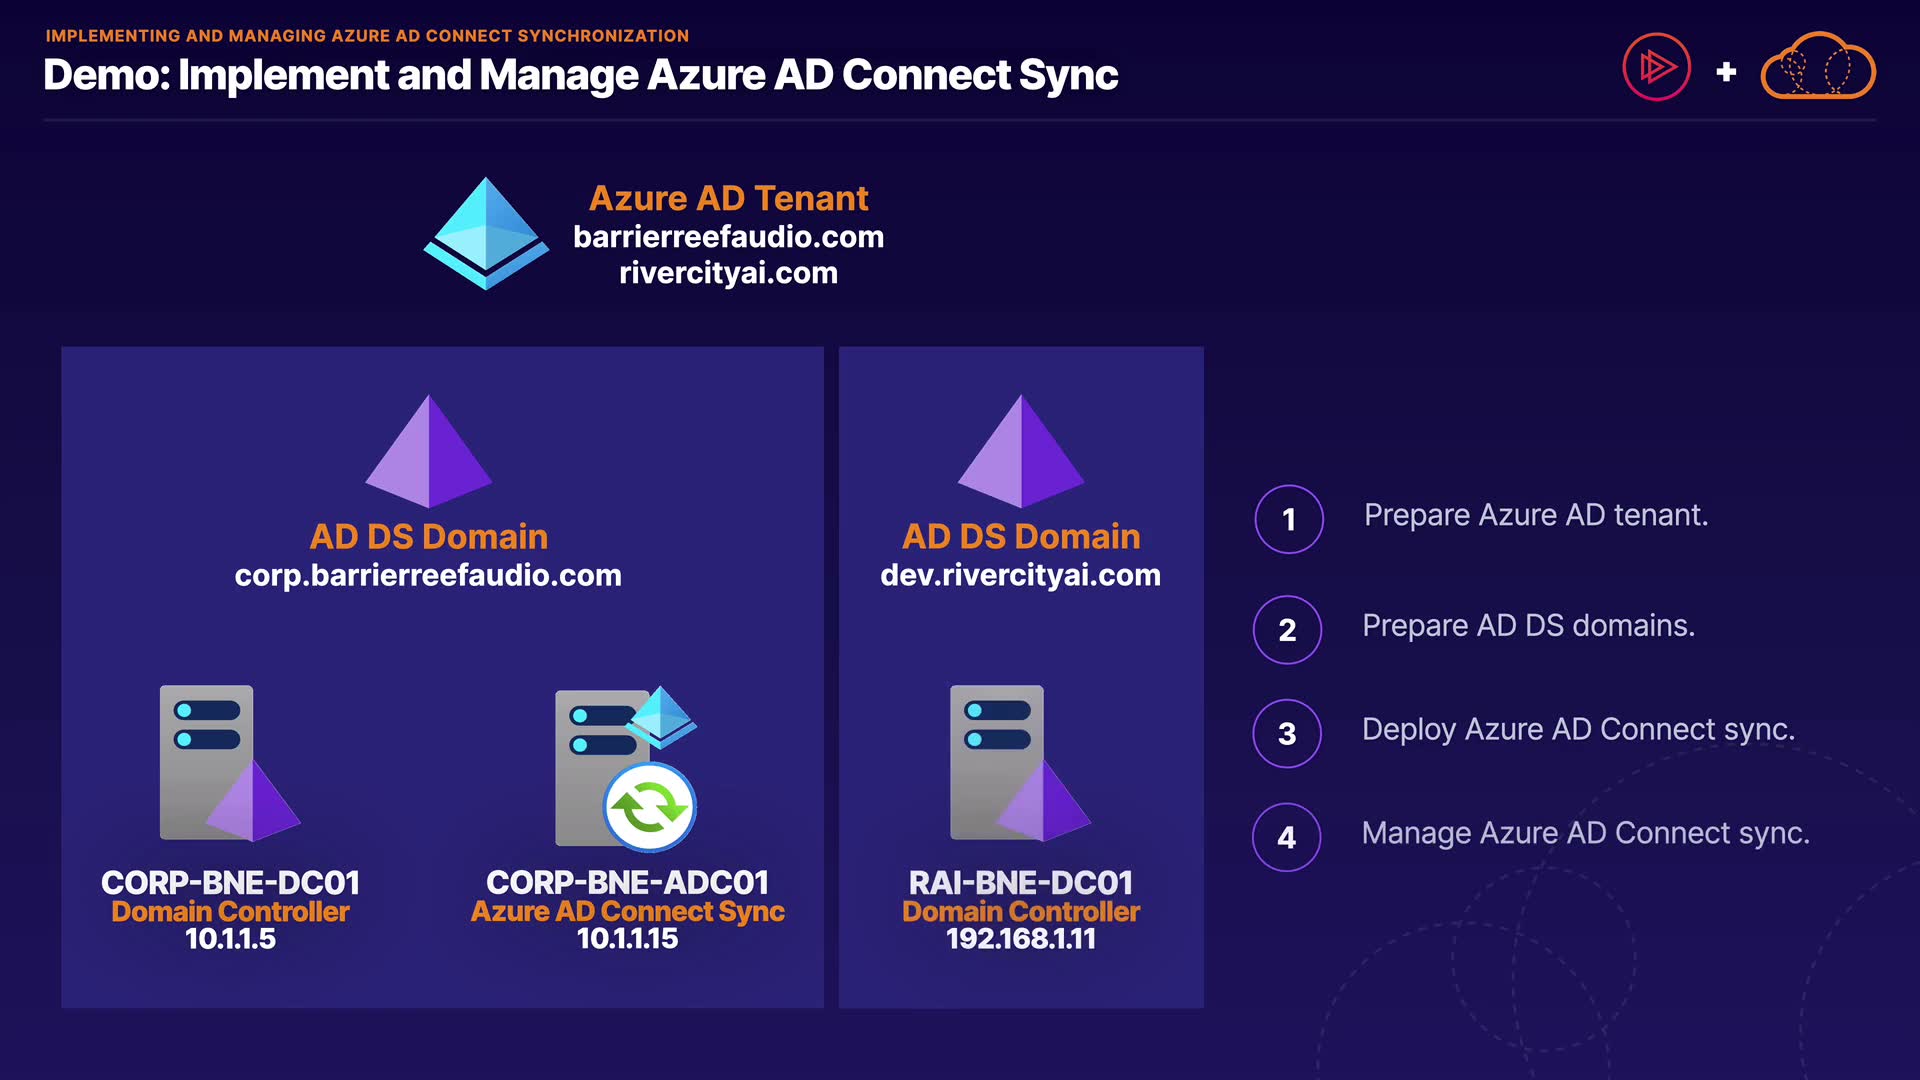 IMPLEMENTING AND MANAGING AZURE AD CONNECT SYNCHRONIZATION
Demo: Implement and Manage Azure AD Connect Sync
+
Azure AD Tenant
barrierreefaudio.com
rivercityai.com
AD DS Domain
corp.barrierreefaudio.com
CORP-BNE-DC01
Domain Controller
10.1.1.5
CORP-BNE-ADC01
Azure AD Connect Sync
10.1.1.15
AD DS Domain
dev.rivercityai.com
RAI-BNE-DC01
Domain Controller
192.168.1.11
1 Prepare Azure AD tenant.
2 Prepare AD DS domains.
3 Deploy Azure AD Connect sync.
4 Manage Azure AD Connect sync.